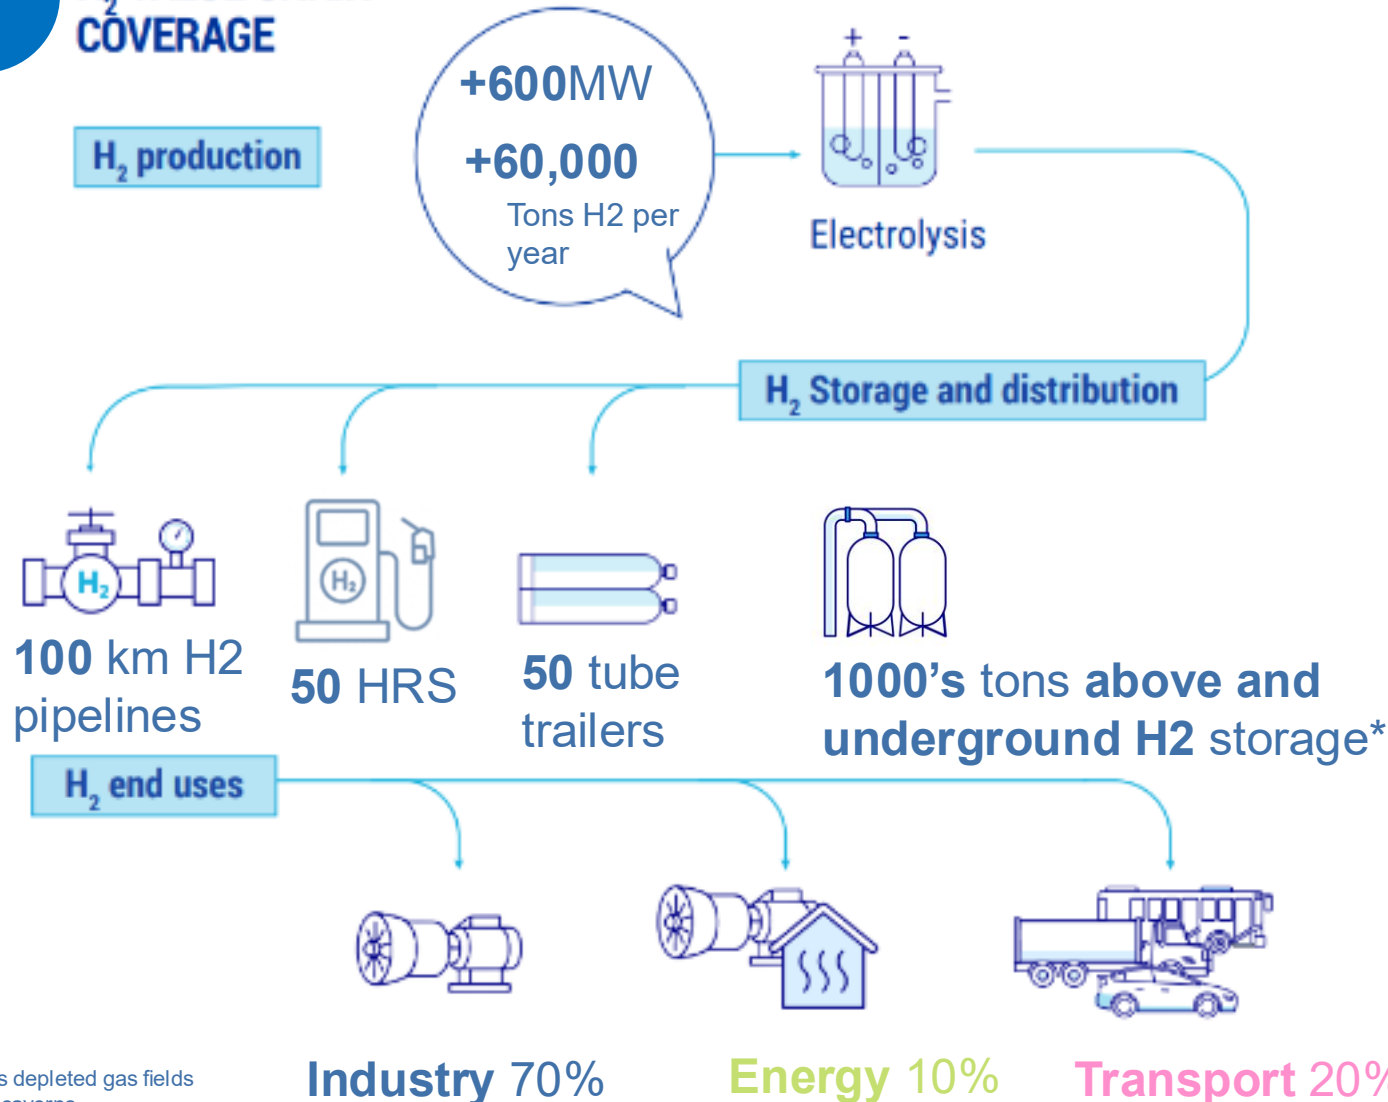 COVERAGE
+600MW
+60,000
Tons H2 per
year
+ -
H₂ production
Electrolysis
H₂ Storage and distribution
H₂
H₂
100 km H2
pipelines
50 HRS
50 tube
trailers
1000’s tons above and
underground H2 storage*
H₂ end uses
Industry 70%
Energy 10%
Transport 20%
s depleted gas fields